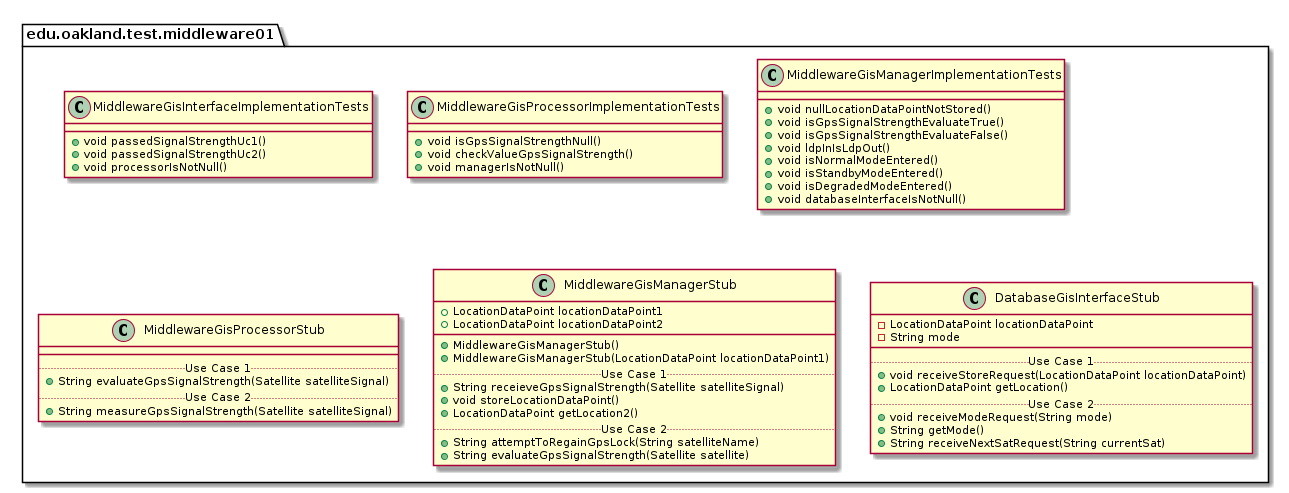 edu.oakland.test.middleware01
C MiddlewareGisInterfaceImplementationTests
void passedSignalStrengthUc1()
void passedSignalStrengthUc2()
void processorIsNotNull()
C MiddlewareGisProcessorImplementationTests
void isGpsSignalStrengthNull()
void checkValueGpsSignalStrength()
void managerIsNotNull()
C MiddlewareGisManagerImplementationTests
void nullLocationDataPointNotStored()
void isGpsSignalStrengthEvaluateTrue()
void isGpsSignalStrengthEvaluateFalse()
void ldpInIsLdpOut()
void isNormalModeEntered()
void isStandbyModeEntered()
void isDegradedModeEntered()
void databaseInterfaceIsNotNull()
C MiddlewareGisProcessorStub
Use Case 1
String evaluateGpsSignalStrength(Satellite satelliteSignal)
Use Case 2
String measureGpsSignalStrength(Satellite satelliteSignal)
C MiddlewareGisManagerStub
LocationDataPoint locationDataPoint1
LocationDataPoint locationDataPoint2
MiddlewareGisManagerStub()
MiddlewareGisManagerStub(LocationDataPoint locationDataPoint1)
Use Case 1
String receieveGpsSignalStrength(Satellite satelliteSignal)
void storeLocationDataPoint()
LocationDataPoint getLocation2()
Use Case 2
String attemptToRegainGpsLock(String satelliteName)
String evaluateGpsSignalStrength(Satellite satellite)
C DatabaseGisInterfaceStub
LocationDataPoint locationDataPoint
String mode
Use Case 1
void receiveStoreRequest(LocationDataPoint locationDataPoint)
LocationDataPoint getLocation()
Use Case 2
void receiveModeRequest(String mode)
String getMode()
String receiveNextSatRequest(String currentSat)